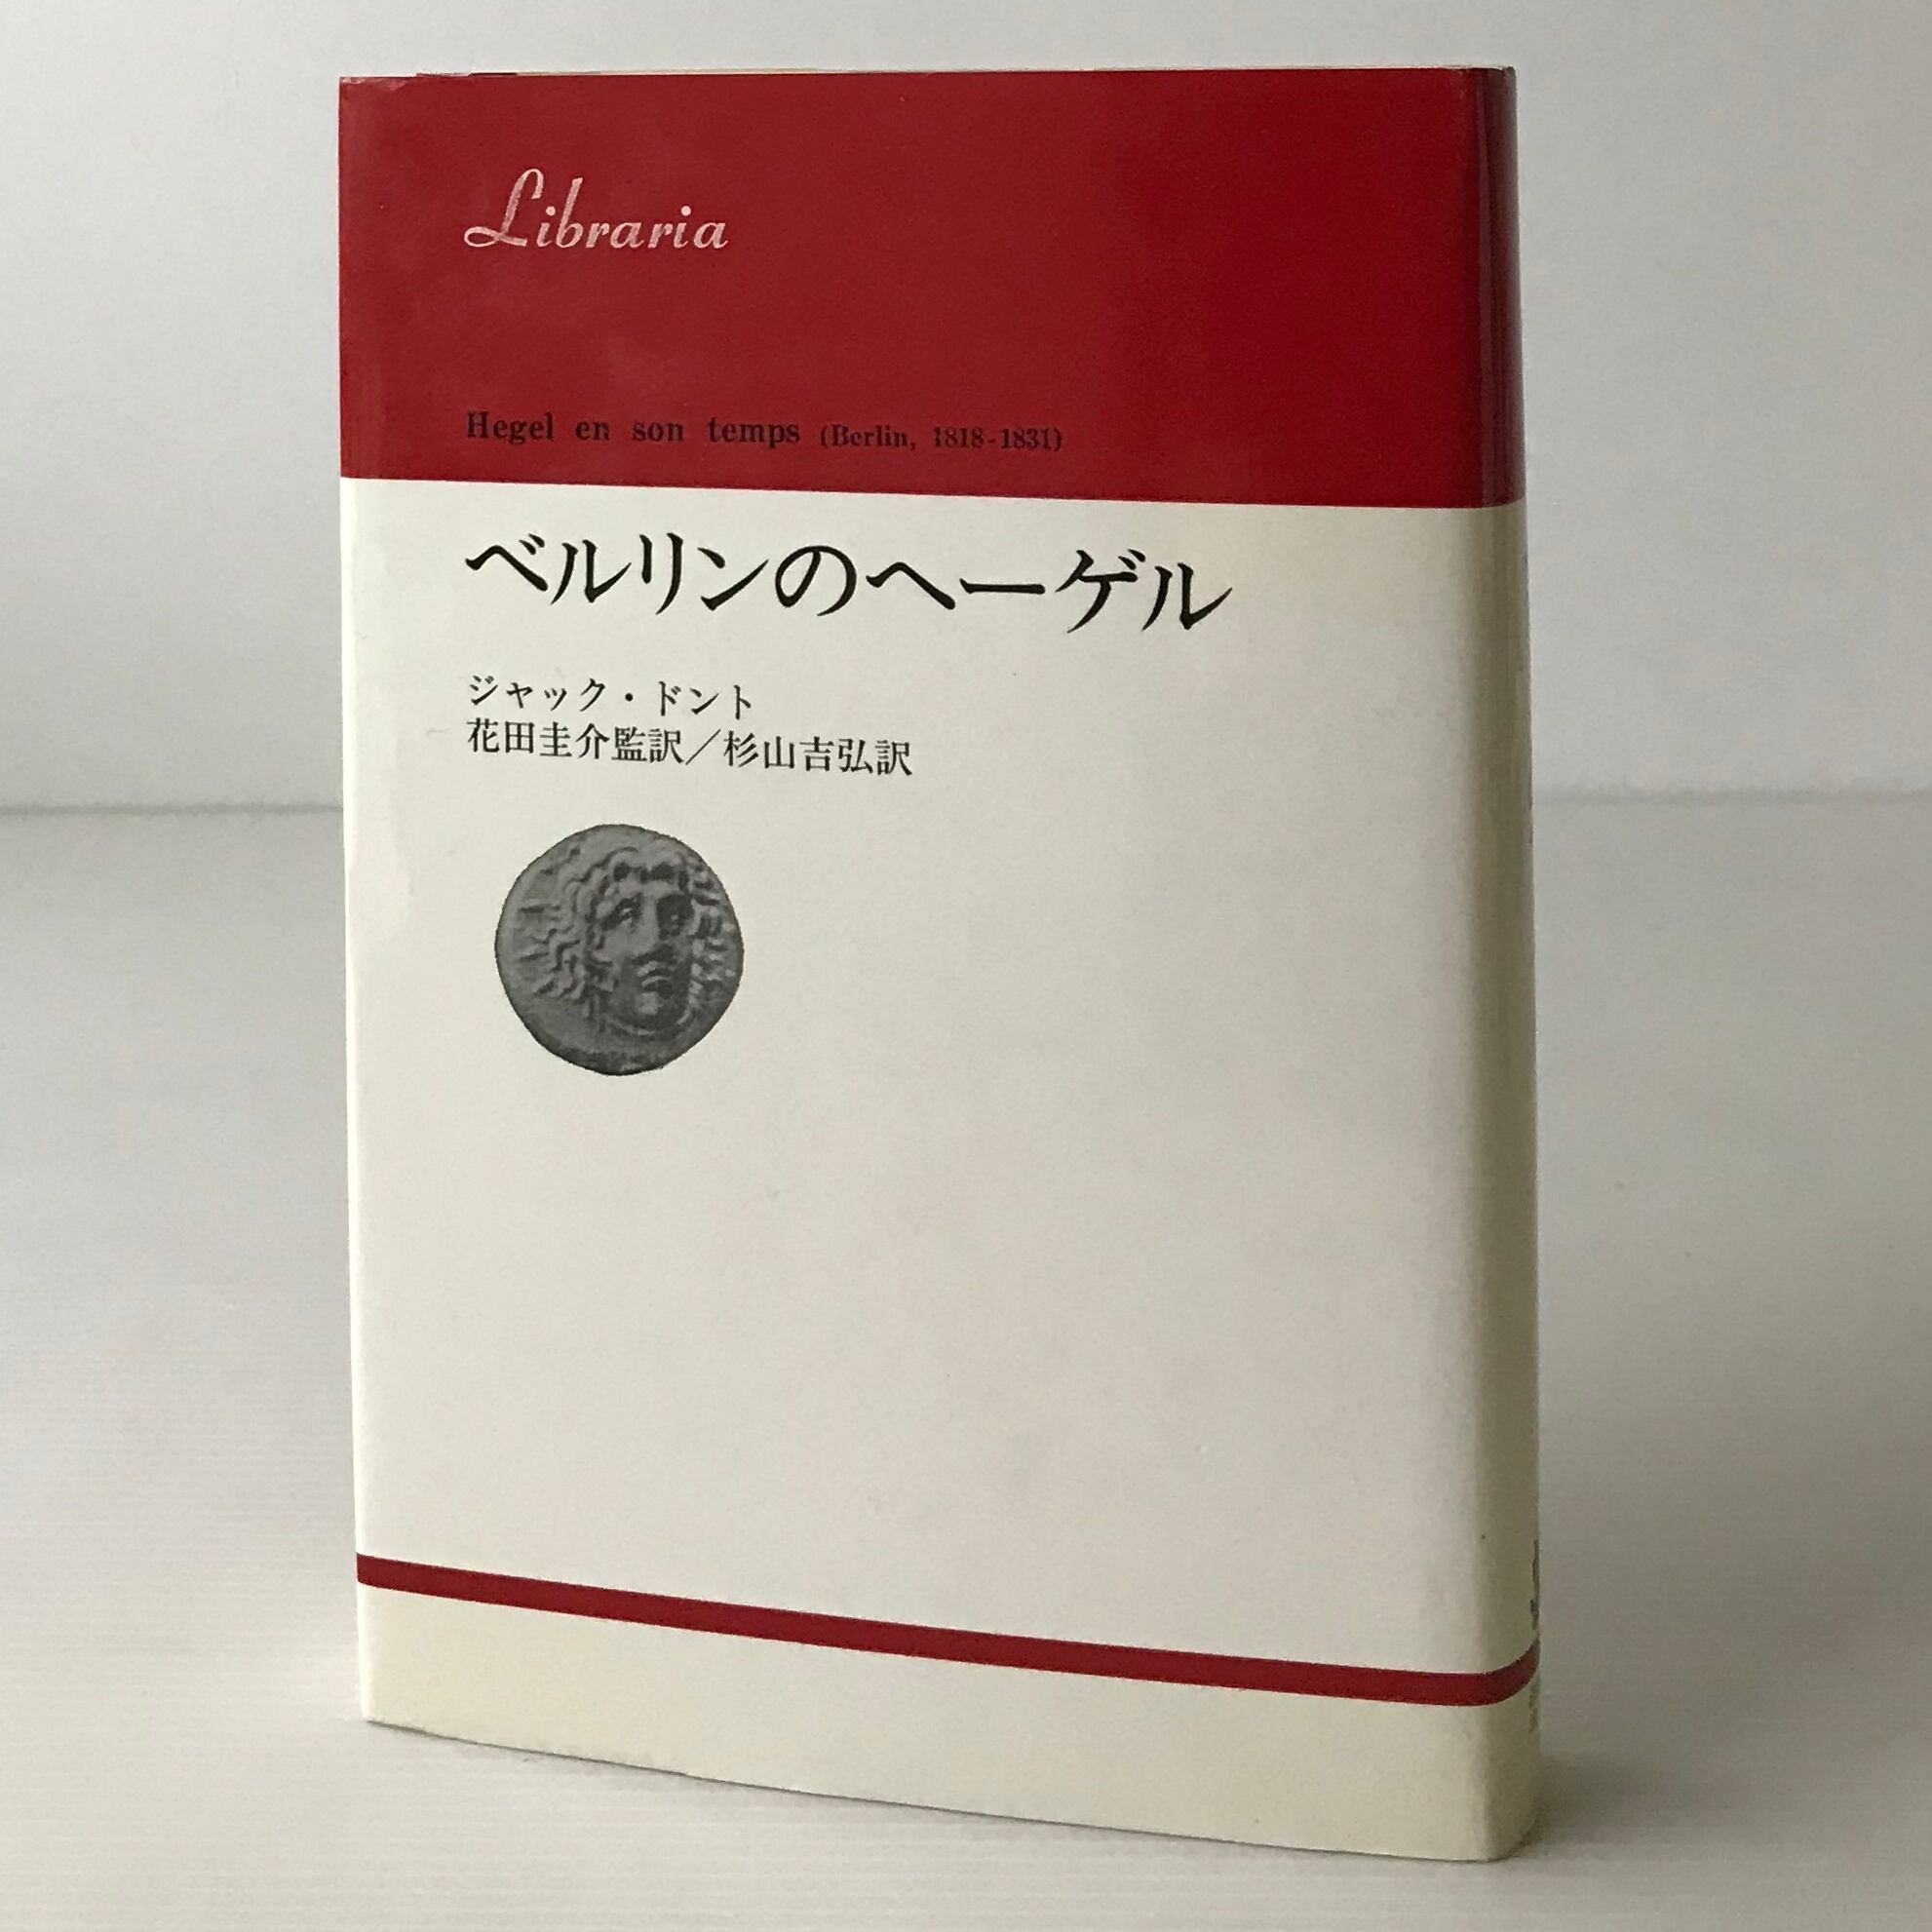 Libraria
Hegel en son temps (Berlin, 1818-1831)
ベルリンのヘーゲル
ジャック・ドント
花田圭介監訳／杉山吉弘訳